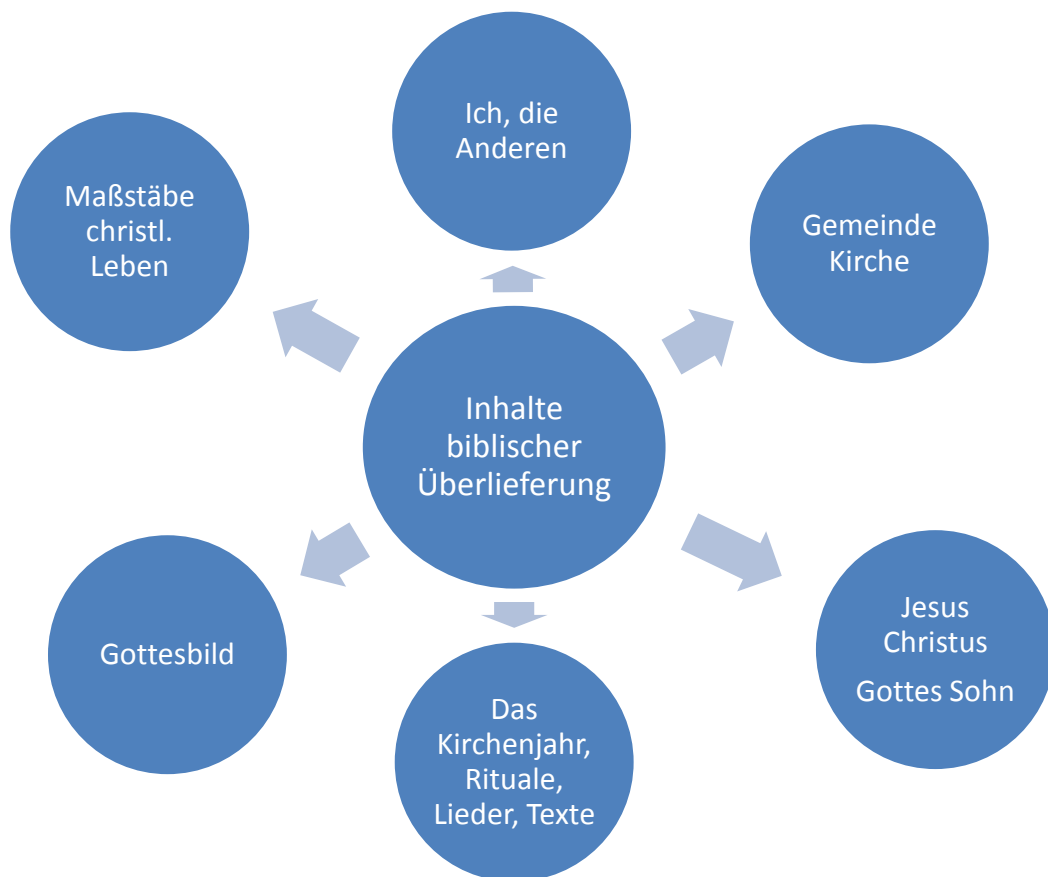 Ich, die
Anderen
Maßstäbe
christl.
Leben
Gemeinde
Kirche
Inhalte
biblischer
Überlieferung
Gottesbild
Jesus
Christus
Gottes Sohn
Das
Kirchenjahr,
Rituale,
Lieder, Texte